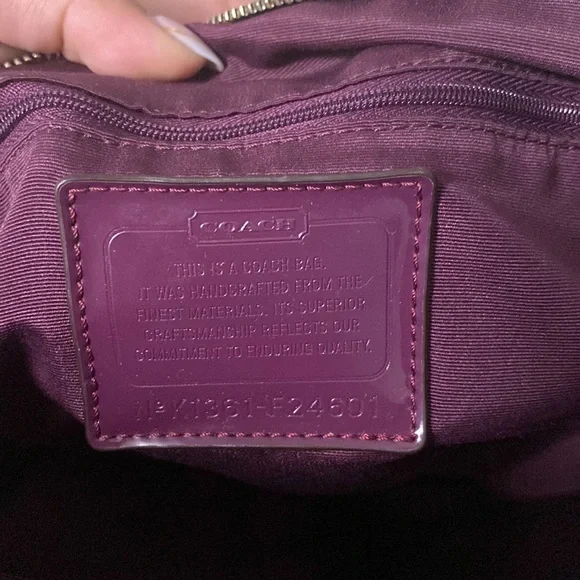 COACH
THIS IS A COACH BAG.
IT WAS HANDCRAFTED FROM THE
FINEST MATERIALS. ITS SUPERIOR
CRAFTSMANSHIP REFLECTS OUR
COMMITMENT TO ENDURING QUALITY.
Nº K1361-F24601